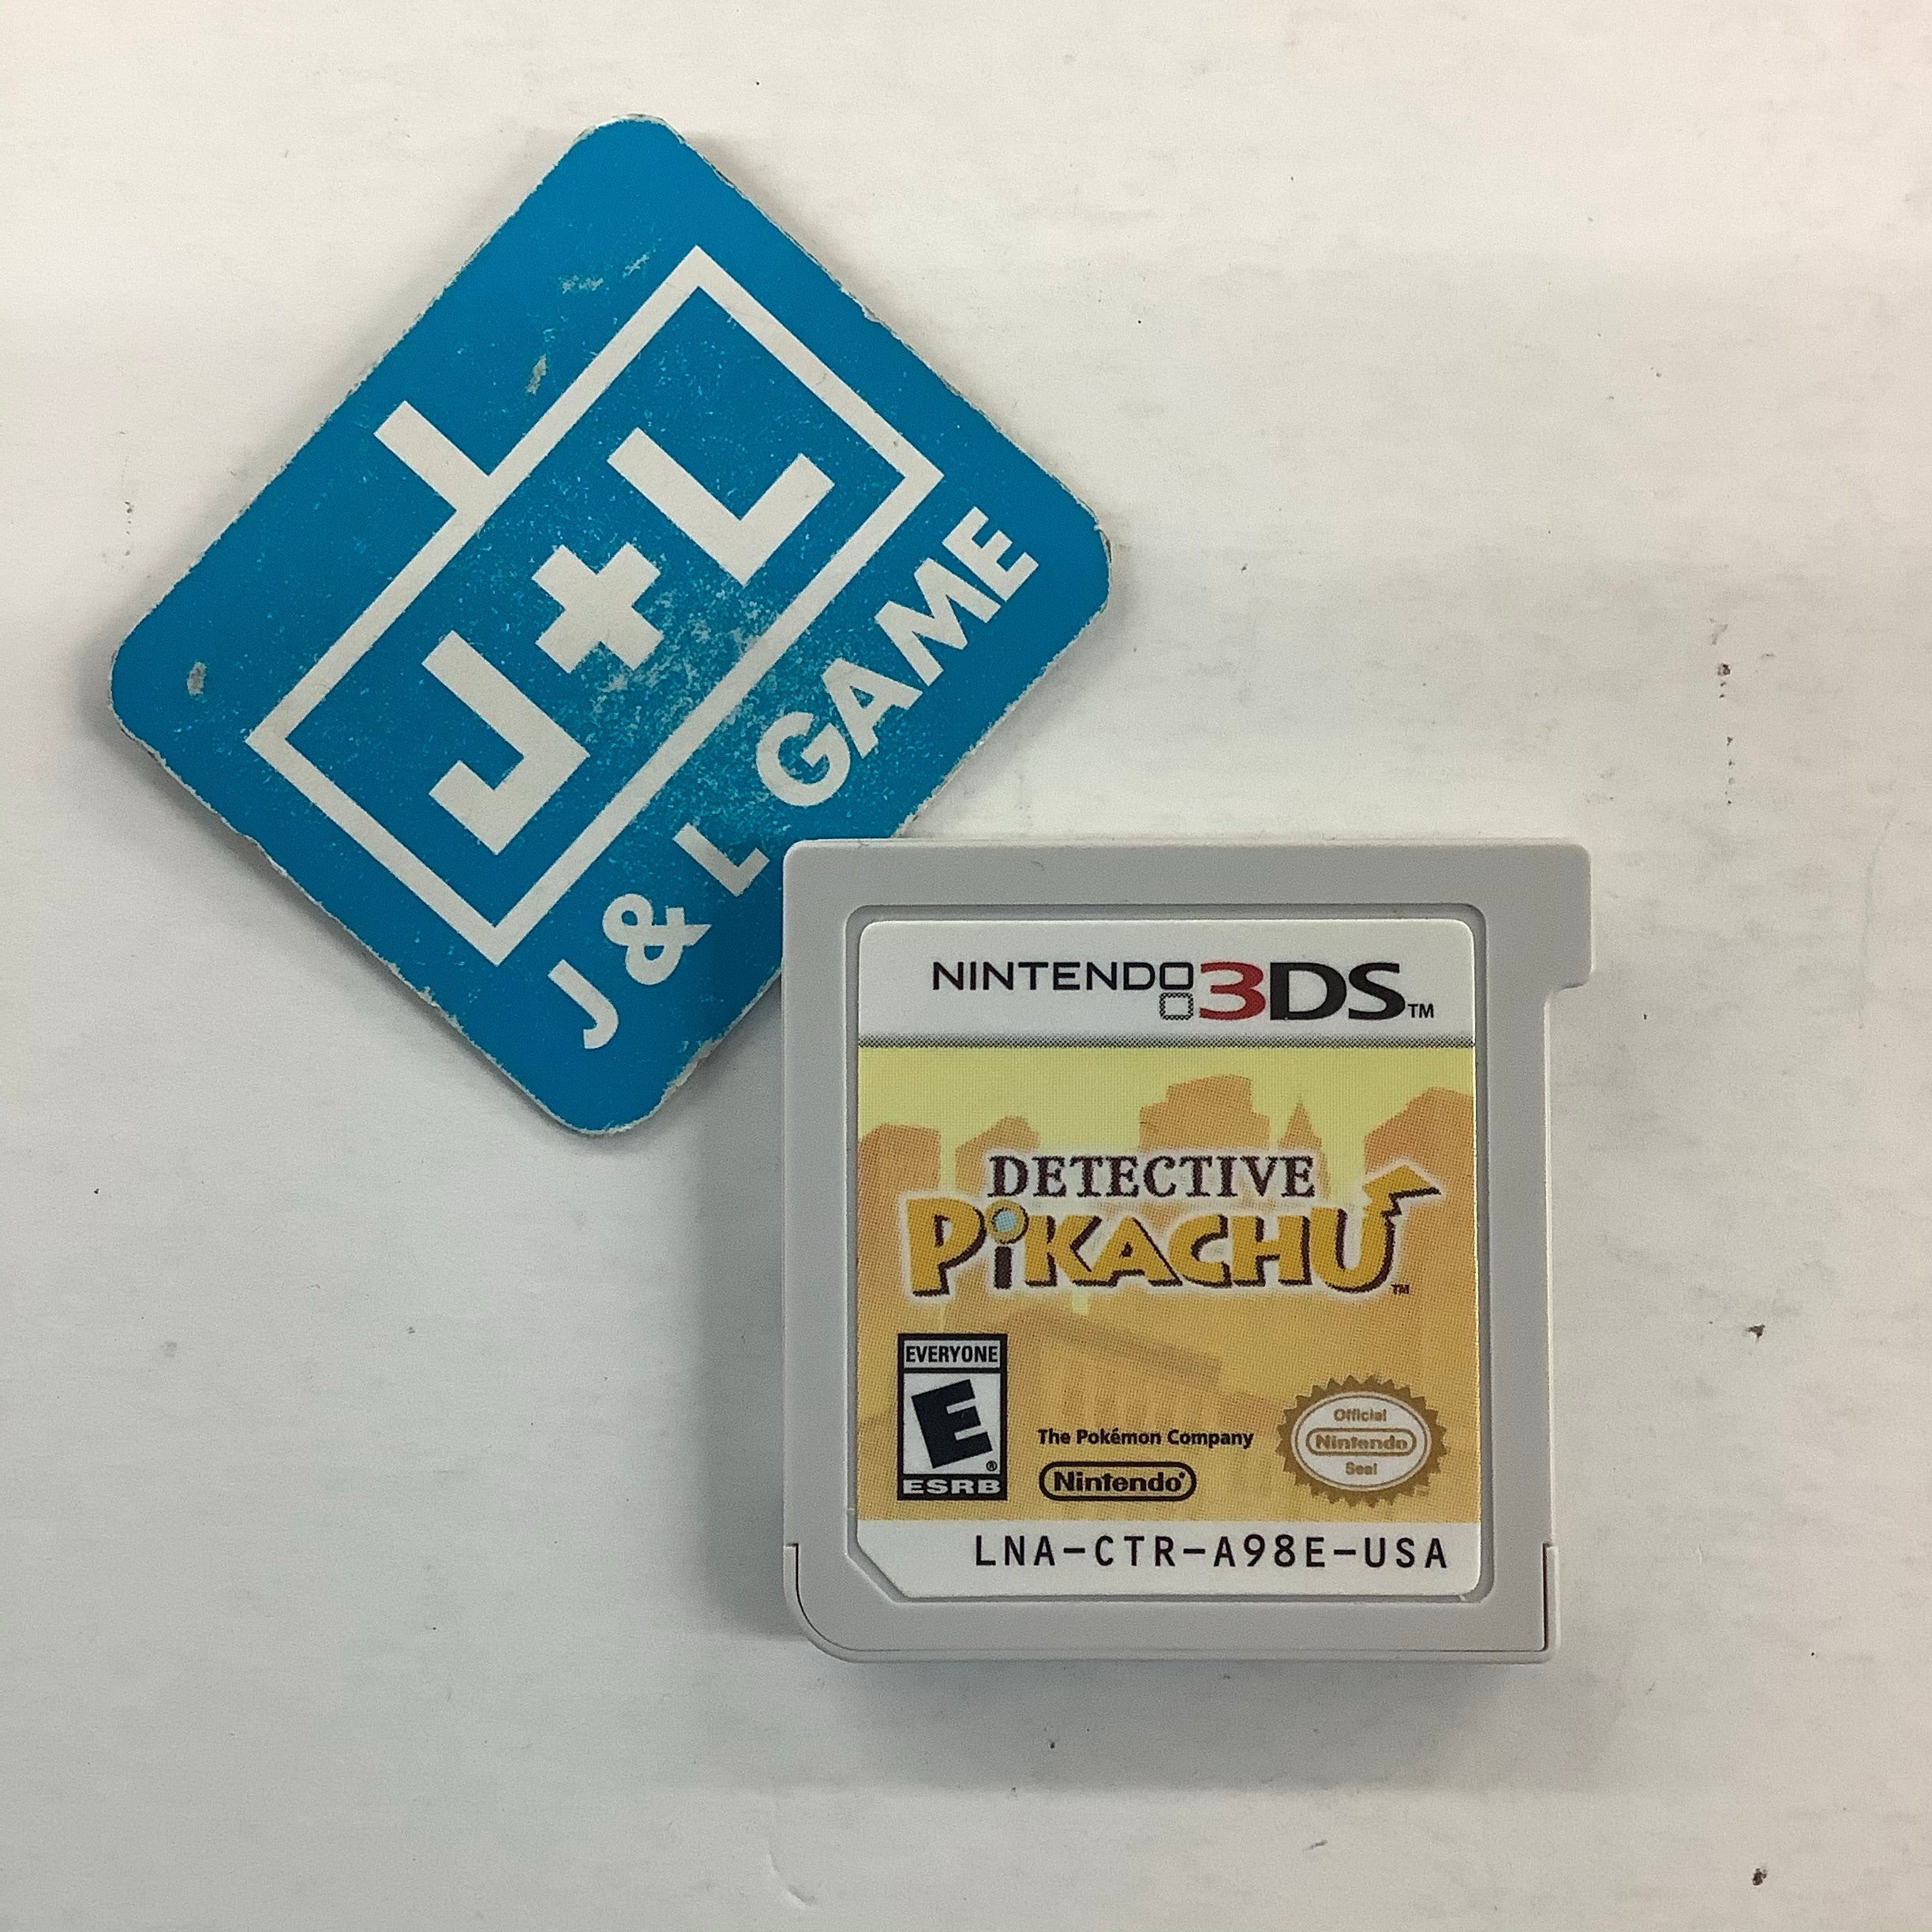 J+L
J & L GAME
NINTENDO 3DS™
DETECTIVE
PiKACHU™
EVERYONE
E®
ESRB
The Pokémon Company
Nintendo®
Official
Nintendo
Seal
LNA-CTR-A98E-USA